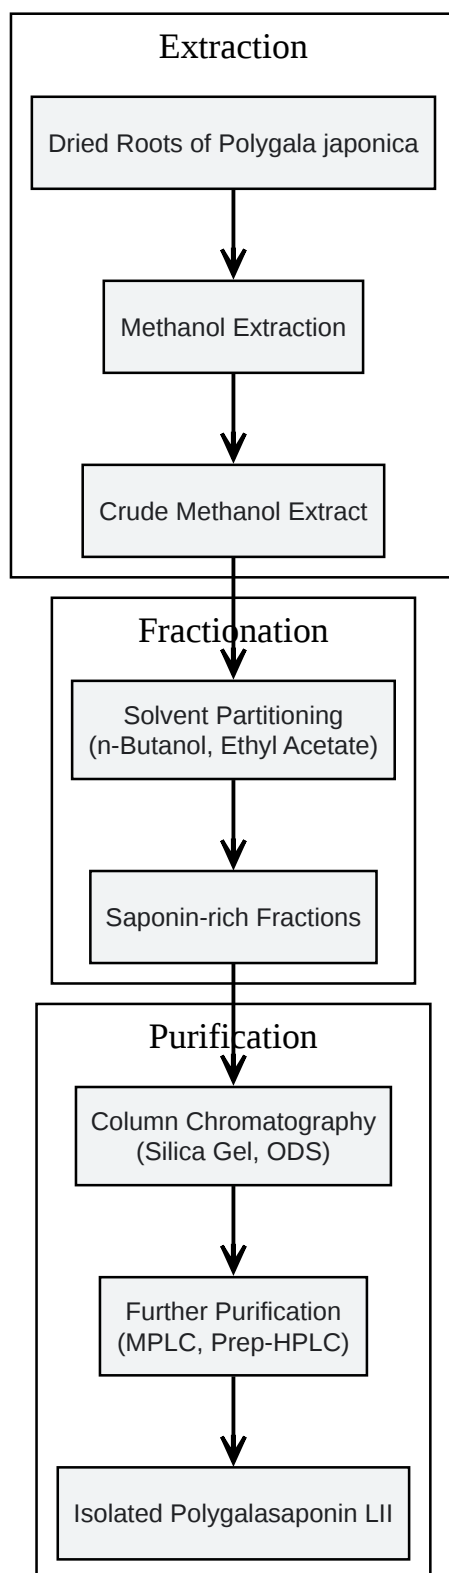 Extraction
Dried Roots of Polygala japonica
Methanol Extraction
Crude Methanol Extract
Fractionation
Solvent Partitioning
(n-Butanol, Ethyl Acetate)
Saponin-rich Fractions
Purification
Column Chromatography
(Silica Gel, ODS)
Further Purification
(MPLC, Prep-HPLC)
Isolated Polygalasaponin LII